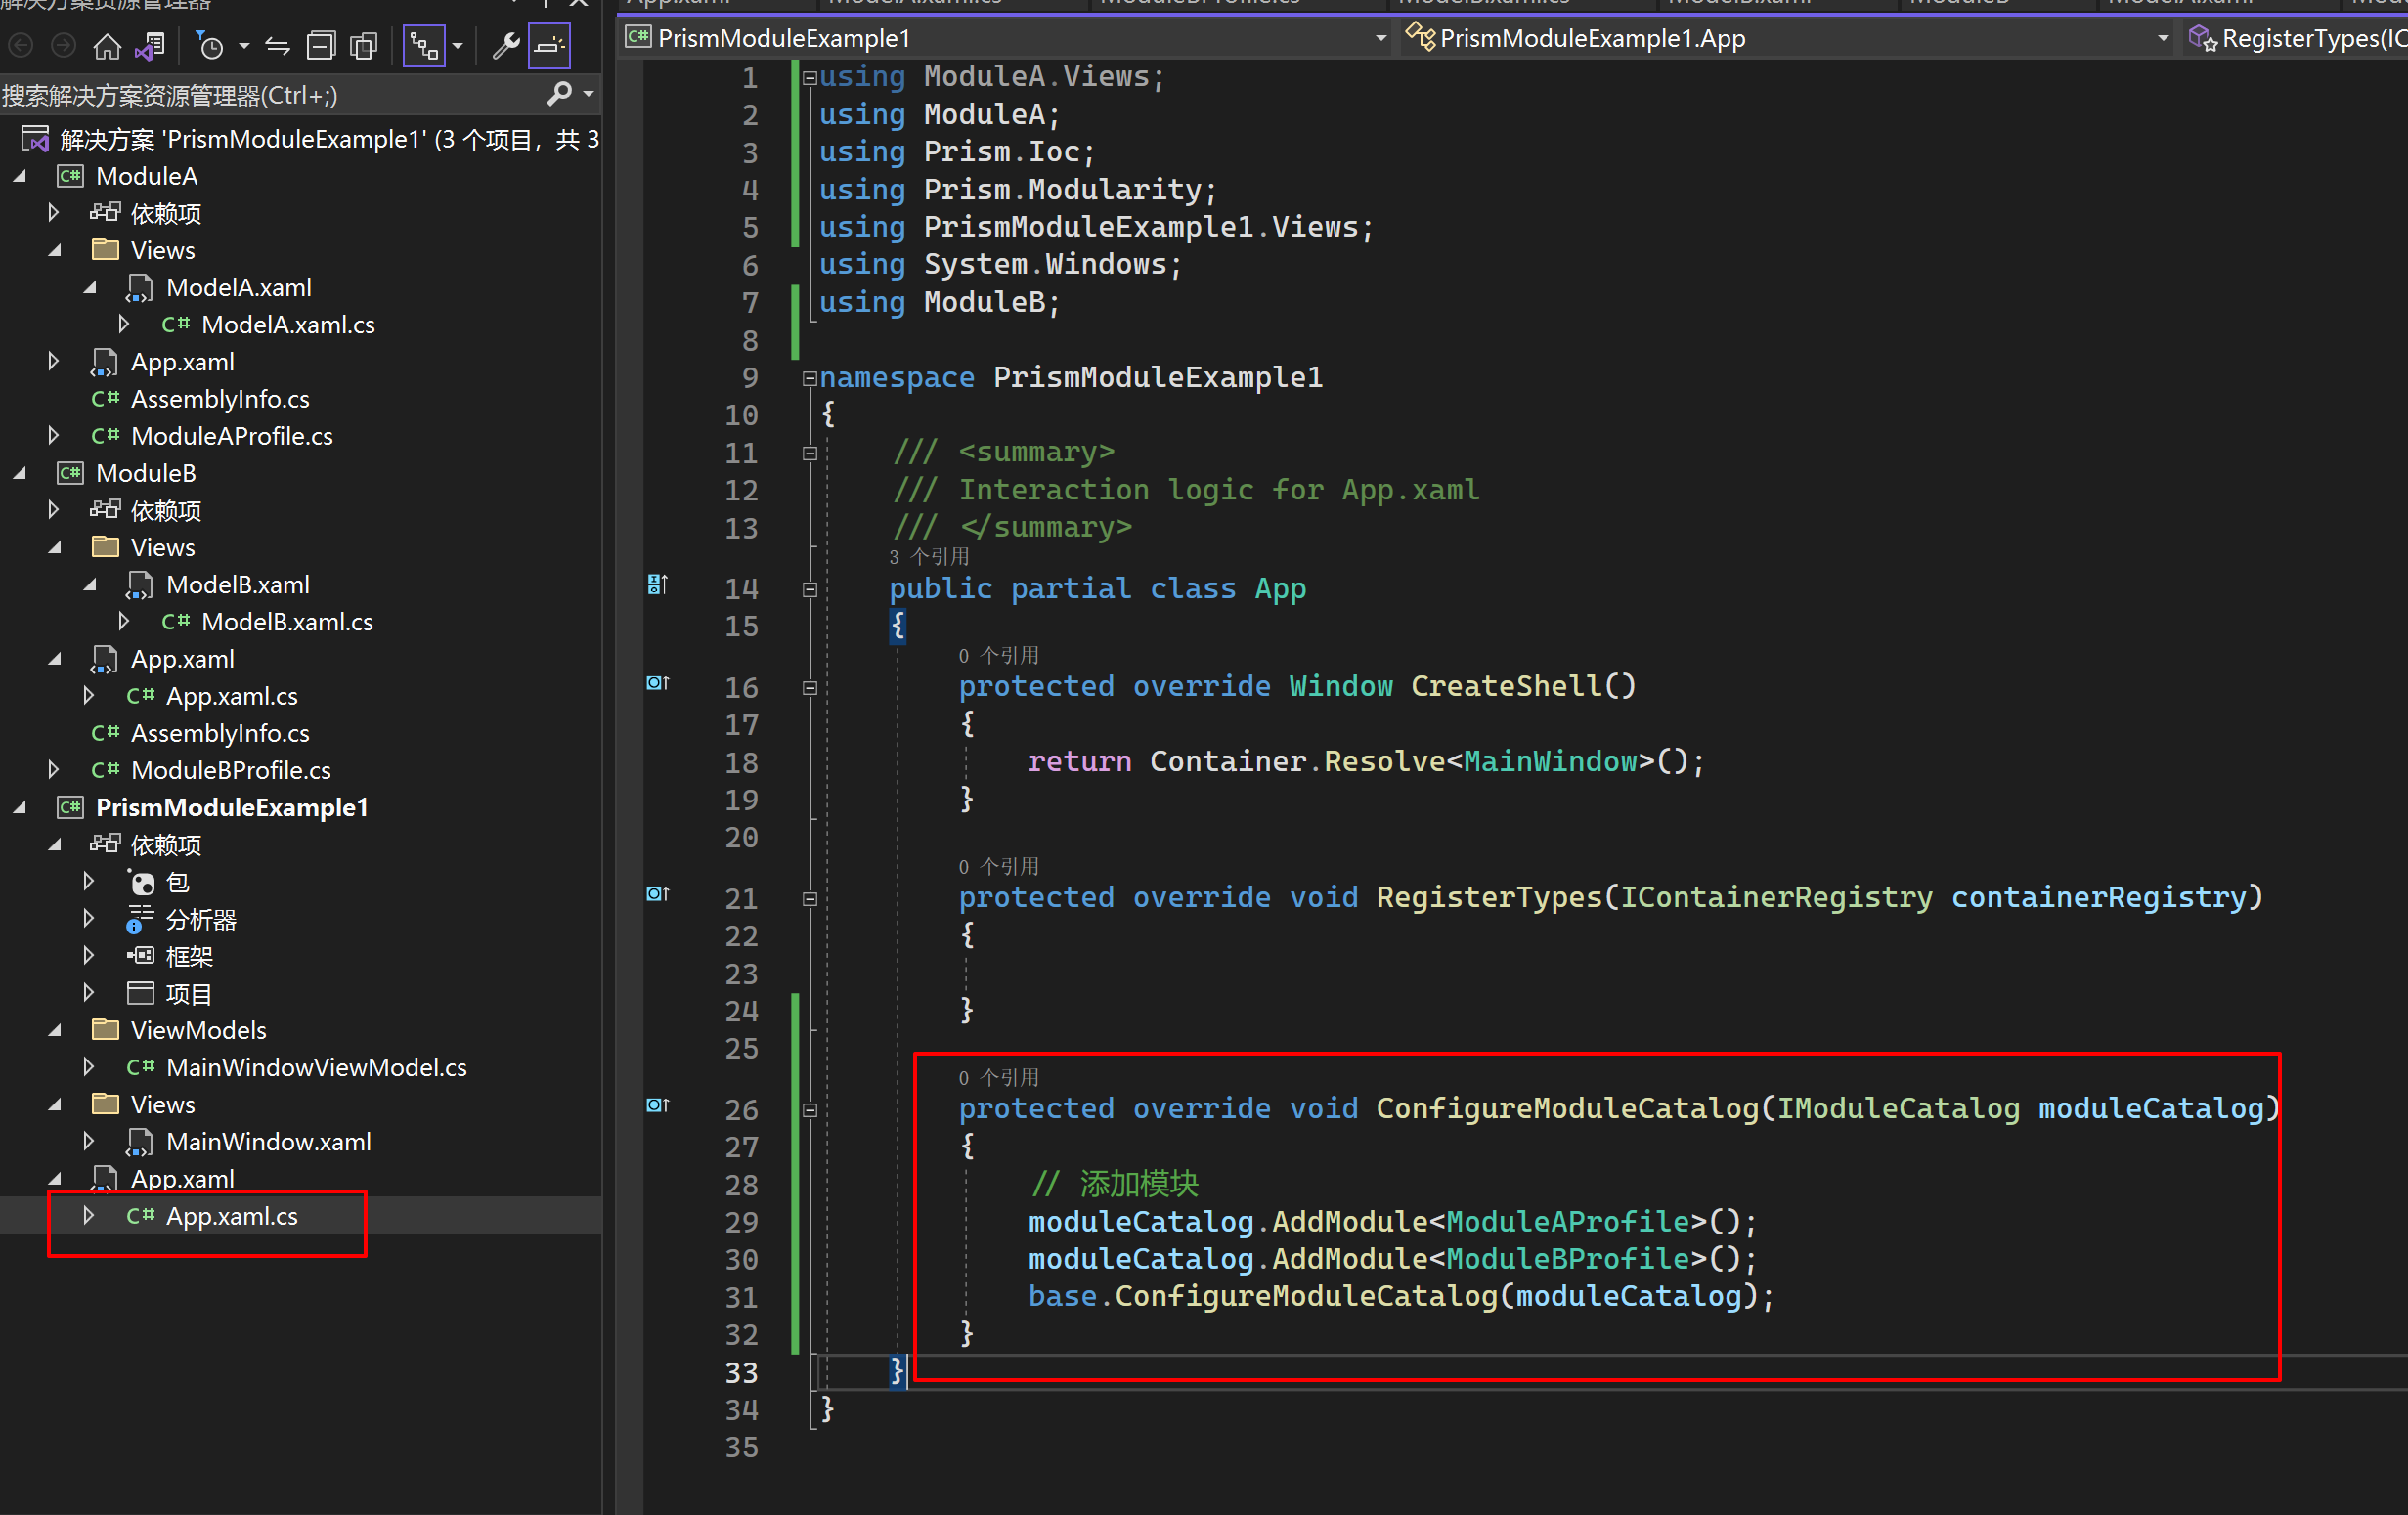 解决方案资源管理器
搜索解决方案资源管理器(Ctrl+;)
解决方案 'PrismModuleExample1' (3 个项目，共 3
ModuleA
依赖项
Views
ModelA.xaml
C# ModelA.xaml.cs
App.xaml
C# AssemblyInfo.cs
C# ModuleAProfile.cs
ModuleB
依赖项
Views
ModelB.xaml
C# ModelB.xaml.cs
App.xaml
C# App.xaml.cs
C# AssemblyInfo.cs
C# ModuleBProfile.cs
PrismModuleExample1
依赖项
包
分析器
框架
项目
ViewModels
C# MainWindowViewModel.cs
Views
MainWindow.xaml
App.xaml
C# App.xaml.cs
PrismModuleExample1
PrismModuleExample1.App
RegisterTypes(IC
1 using ModuleA.Views;
2 using ModuleA;
3 using Prism.Ioc;
4 using Prism.Modularity;
5 using PrismModuleExample1.Views;
6 using System.Windows;
7 using ModuleB;
8
9 namespace PrismModuleExample1
10 {
11 /// <summary>
12 /// Interaction logic for App.xaml
13 /// </summary>
3 个引用
14 public partial class App
15 {
0 个引用
16 protected override Window CreateShell()
17 {
18 return Container.Resolve<MainWindow>();
19 }
20
0 个引用
21 protected override void RegisterTypes(IContainerRegistry containerRegistry)
22 {
23
24 }
25
0 个引用
26 protected override void ConfigureModuleCatalog(IModuleCatalog moduleCatalog)
27 {
28 // 添加模块
29 moduleCatalog.AddModule<ModuleAProfile>();
30 moduleCatalog.AddModule<ModuleBProfile>();
31 base.ConfigureModuleCatalog(moduleCatalog);
32 }
33 }
34 }
35